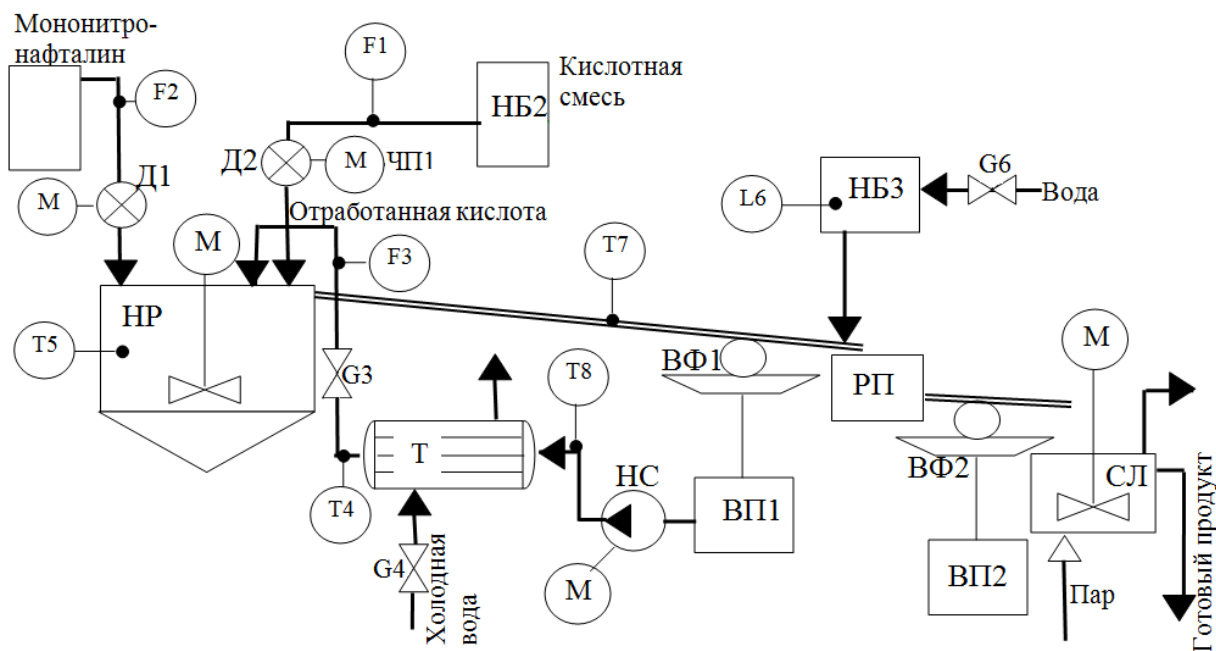 Мононитро-
нафталин
F2
F1
НБ2
Кислотная
смесь
Д1
М
Д2
М
ЧП1
Отработанная кислота
F3
М
НР
T5
T7
L6
НБ3
G6
Вода
G3
T8
ВФ1
РП
М
Т
T4
НС
М
ВП1
ВФ2
ВП2
СЛ
G4
Холодная
вода
Пар
Готовый продукт